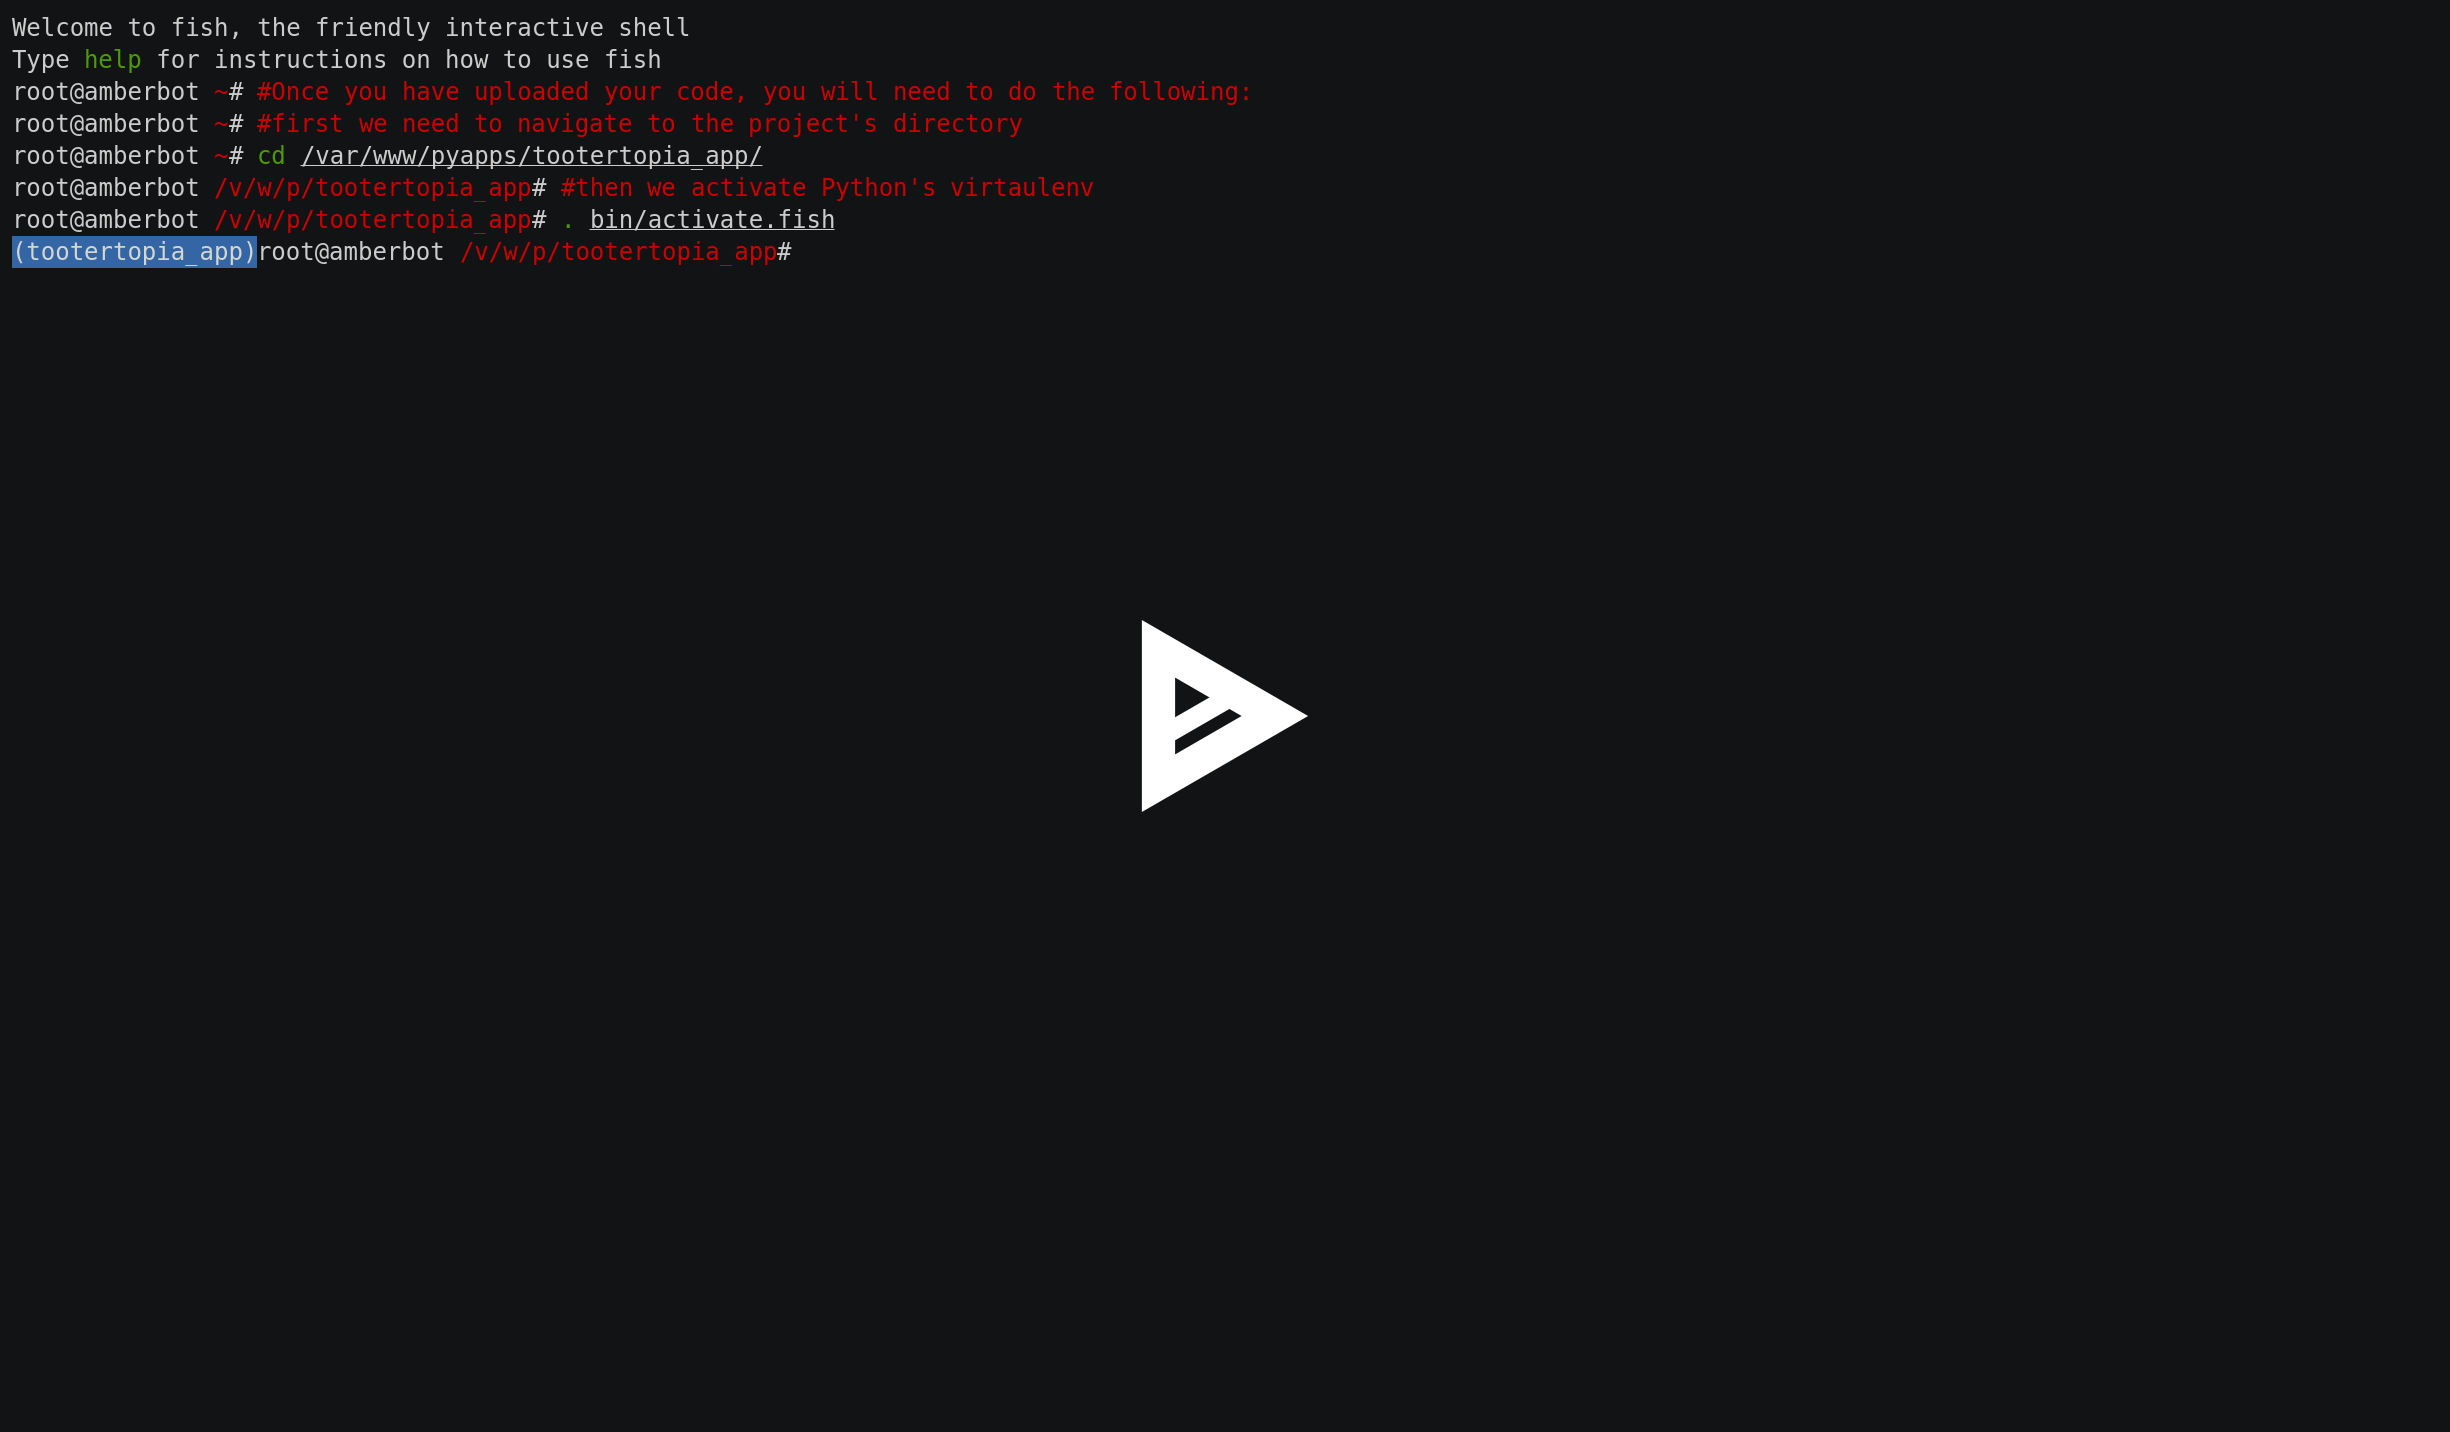 Welcome to fish, the friendly interactive shell
Type help for instructions on how to use fish
root@amberbot ~# #Once you have uploaded your code, you will need to do the following:
root@amberbot ~# #first we need to navigate to the project's directory
root@amberbot ~# cd /var/www/pyapps/tootertopia_app/
root@amberbot /v/w/p/tootertopia_app# #then we activate Python's virtaulenv
root@amberbot /v/w/p/tootertopia_app# . bin/activate.fish
(tootertopia_app)root@amberbot /v/w/p/tootertopia_app#